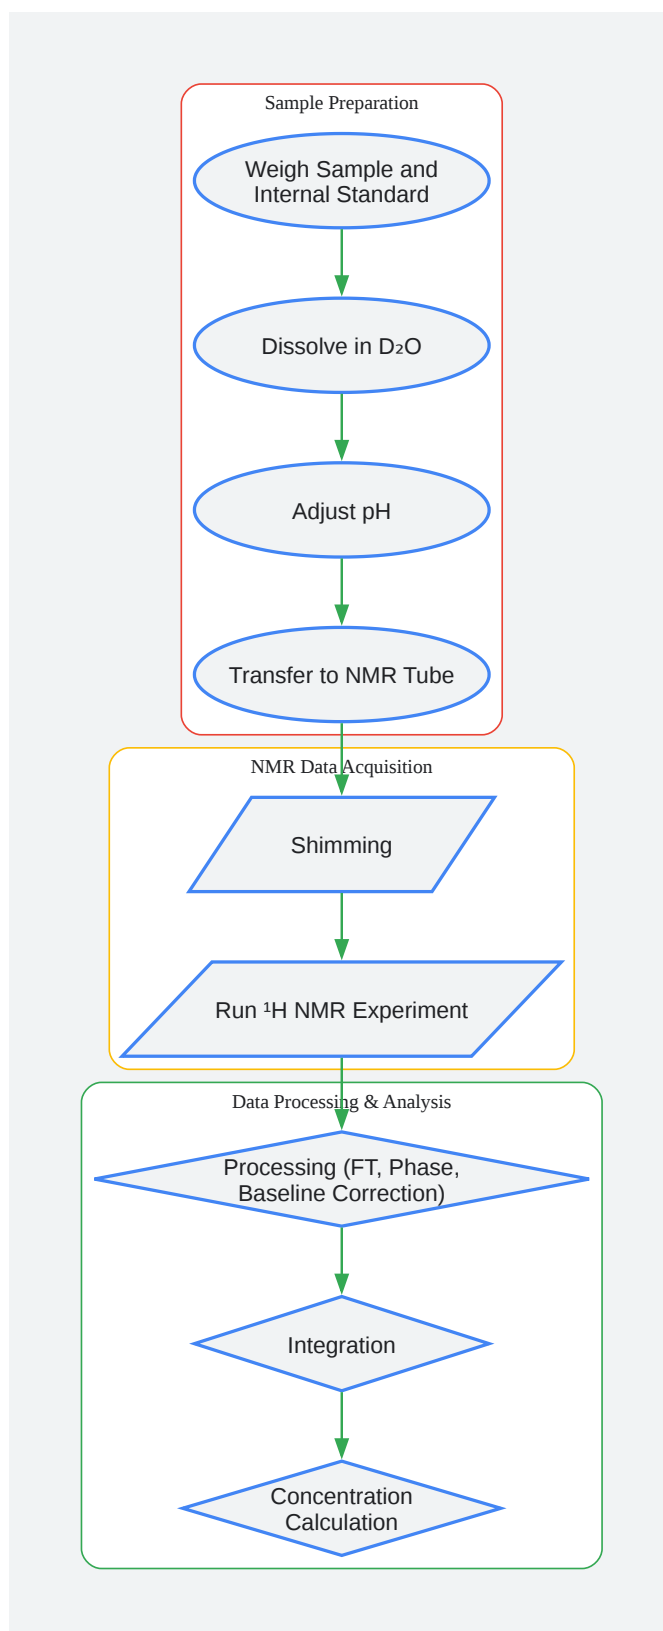 Sample Preparation
Weigh Sample and
Internal Standard
Dissolve in D₂O
Adjust pH
Transfer to NMR Tube
NMR Data Acquisition
Shimming
Run ¹H NMR Experiment
Data Processing & Analysis
Processing (FT, Phase,
Baseline Correction)
Integration
Concentration
Calculation